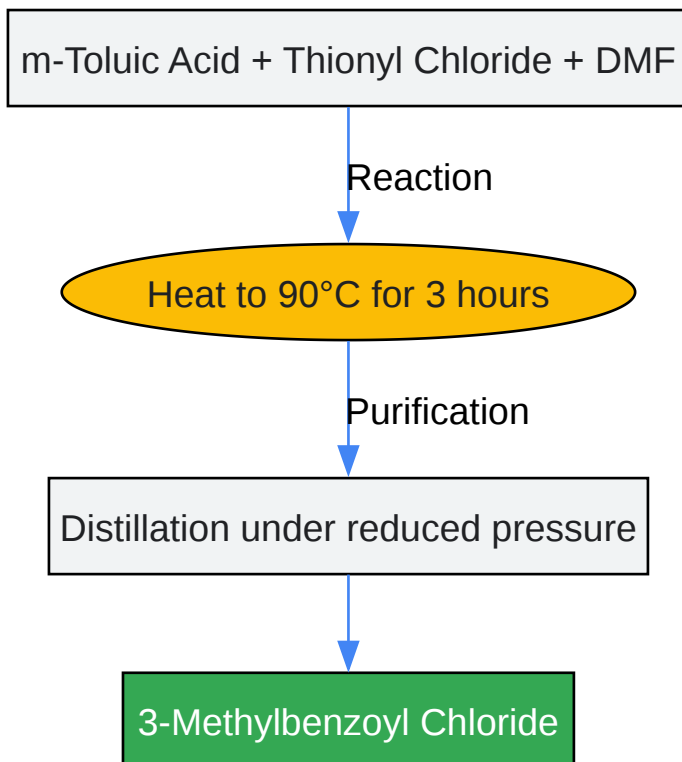 m-Toluic Acid + Thionyl Chloride + DMF
Reaction
Heat to 90°C for 3 hours
Purification
Distillation under reduced pressure
3-Methylbenzoyl Chloride